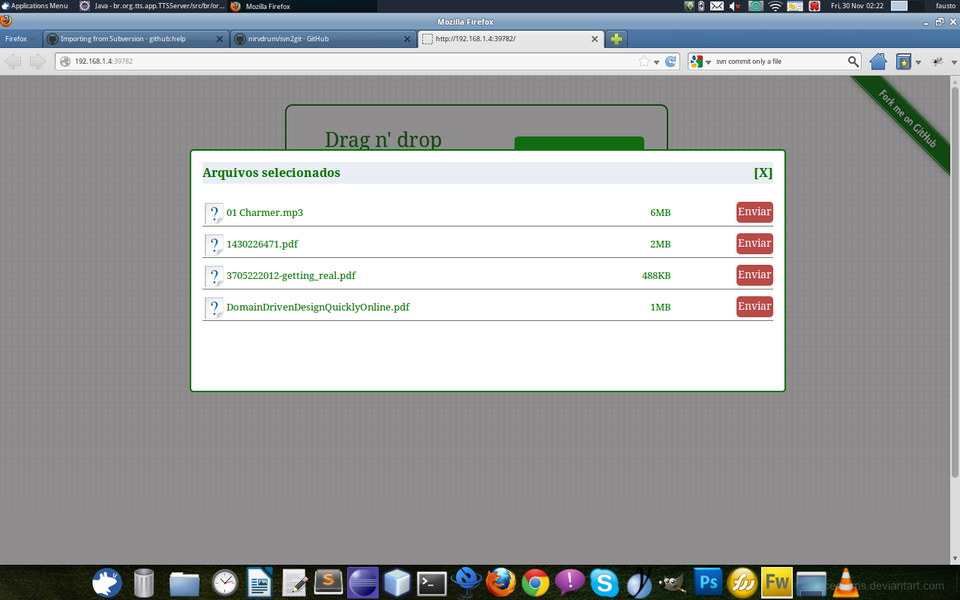 Applications Menu
Java - br.org.tts.app.TTSServer/src/br/or...
Mozilla Firefox
Fri, 30 Nov 02:22
fausto
Mozilla Firefox
Firefox
Importing from Subversion · github:help
nirvdrum/svn2git · GitHub
http://192.168.1.4:39782/
192.168.1.4:39782
svn commit only a file
Fork me on GitHub
Drag n' drop
Arquivos selecionados
[X]
? 01 Charmer.mp3 6MB Enviar
? 1430226471.pdf 2MB Enviar
? 3705222012-getting_real.pdf 488KB Enviar
? DomainDrivenDesignQuicklyOnline.pdf 1MB Enviar
Ps
Fw
.deviantart.com